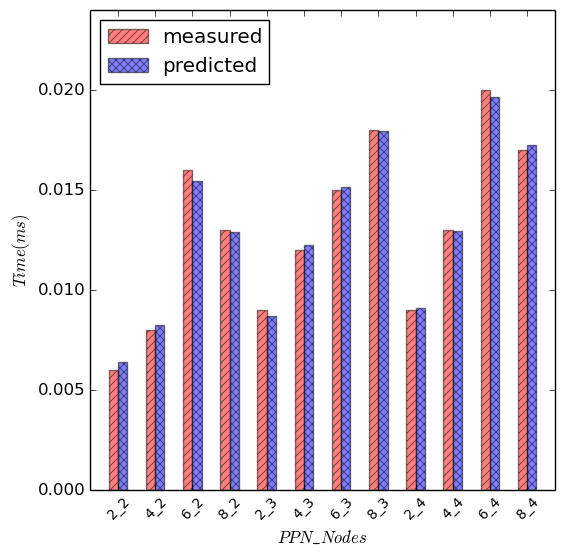 measured
predicted
0.020
0.015
0.010
0.005
0.000
Time(ms)
2_2 4_2 6_2 8_2 2_3 4_3 6_3 8_3 2_4 4_4 6_4 8_4
PPN_Nodes